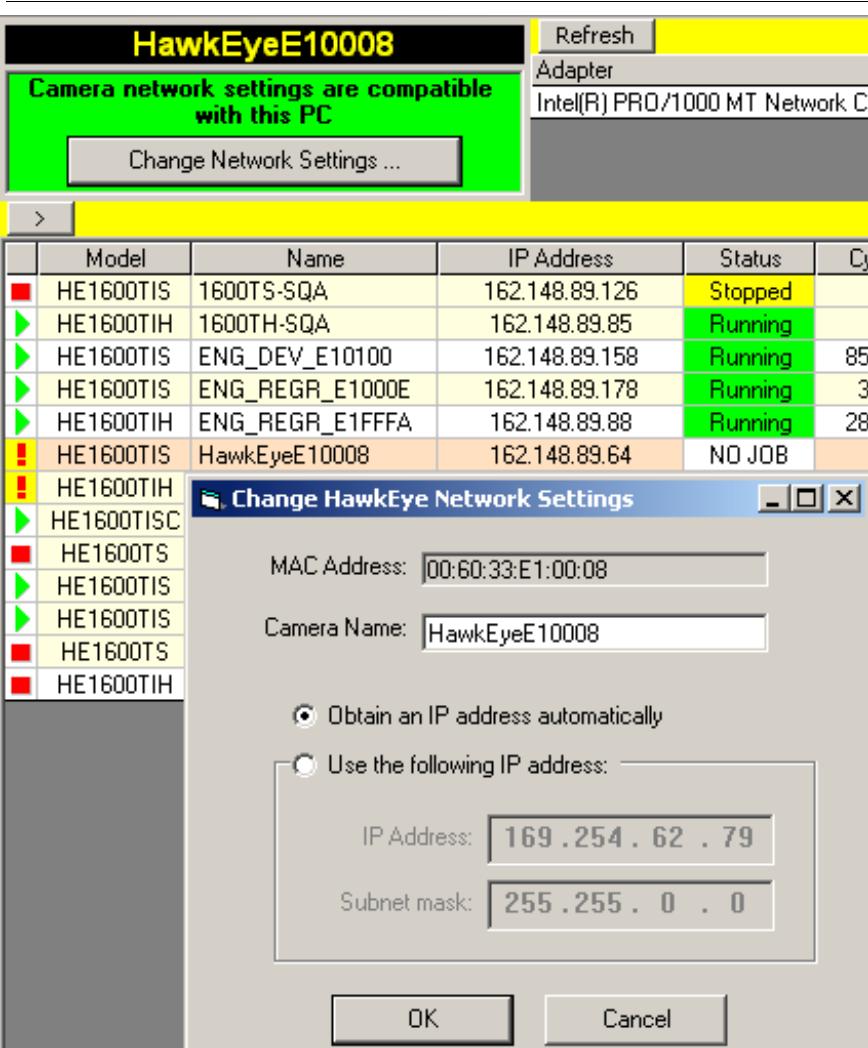 HawkEyeE10008
Camera network settings are compatible
with this PC
Change Network Settings ...
Refresh
Adapter
Intel(R) PRO/1000 MT Network C
>
Model Name IP Address Status Cy
HE1600TIS 1600TS-SQA 162.148.89.126 Stopped
HE1600TIH 1600TH-SQA 162.148.89.85 Running
HE1600TIS ENG_DEV_E10100 162.148.89.158 Running 85
HE1600TIS ENG_REGR_E1000E 162.148.89.178 Running 3
HE1600TIH ENG_REGR_E1FFFA 162.148.89.88 Running 28
! HE1600TIS HawkEyeE10008 162.148.89.64 NO JOB
! HE1600TIH
HE1600TISC
HE1600TS
HE1600TIS
HE1600TIS
HE1600TS
HE1600TIH
Change HawkEye Network Settings
MAC Address: 00:60:33:E1:00:08
Camera Name: HawkEyeE10008
Obtain an IP address automatically
Use the following IP address:
IP Address: 169 .254 . 62 . 79
Subnet mask: 255 .255 . 0 . 0
OK Cancel